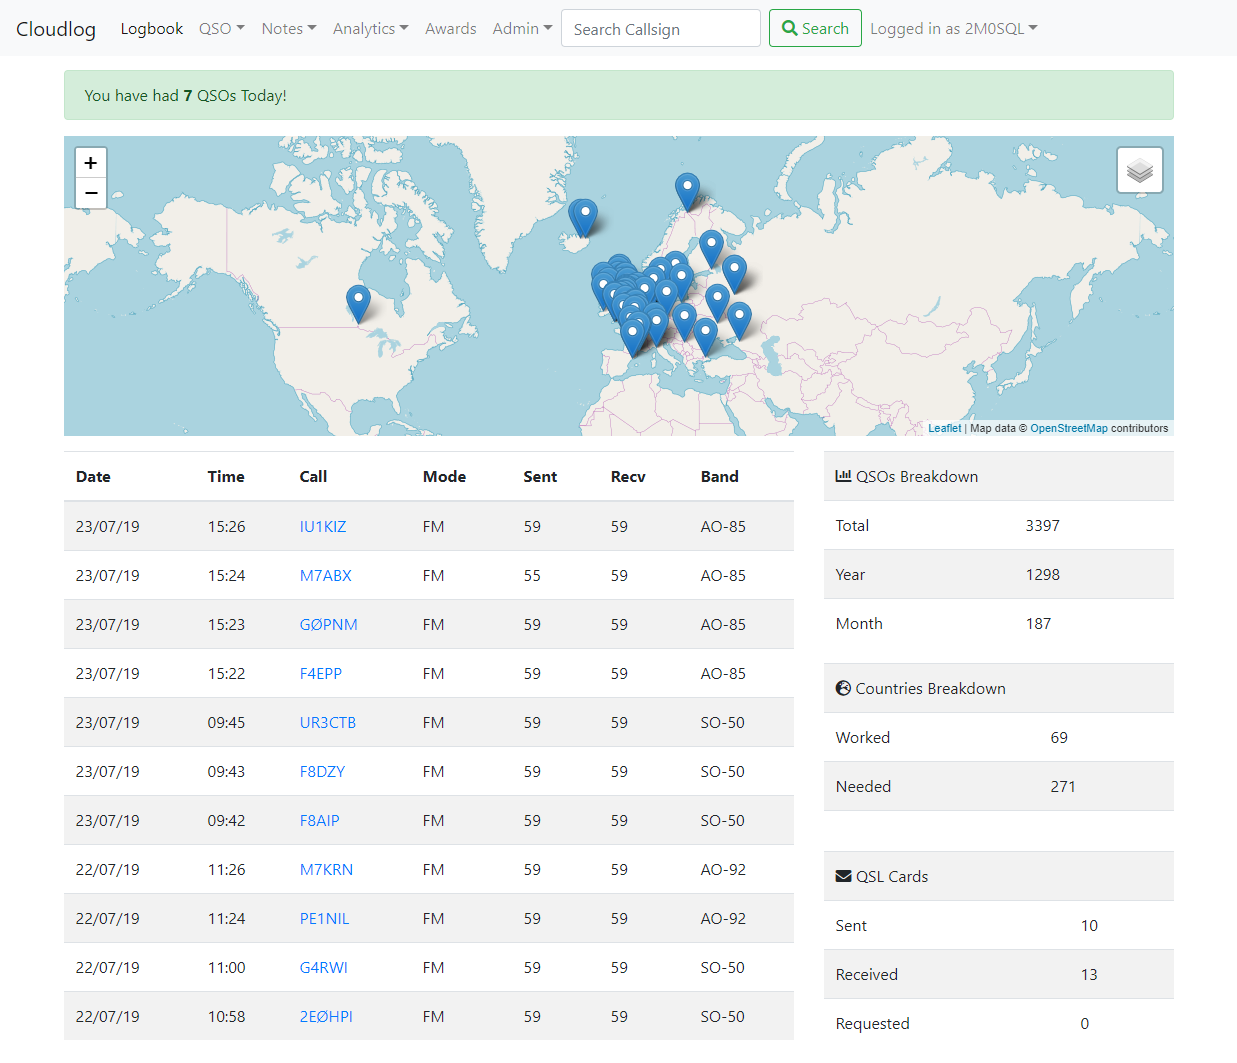 Cloudlog Logbook QSO Notes Analytics Awards Admin Search Callsign Search Logged in as 2M0SQL
You have had 7 QSOs Today!
+
−
Leaflet | Map data © OpenStreetMap contributors
Date Time Call Mode Sent Recv Band
23/07/19 15:26 IU1KIZ FM 59 59 AO-85
23/07/19 15:24 M7ABX FM 55 59 AO-85
23/07/19 15:23 GØPNM FM 59 59 AO-85
23/07/19 15:22 F4EPP FM 59 59 AO-85
23/07/19 09:45 UR3CTB FM 59 59 SO-50
23/07/19 09:43 F8DZY FM 59 59 SO-50
23/07/19 09:42 F8AIP FM 59 59 SO-50
22/07/19 11:26 M7KRN FM 59 59 AO-92
22/07/19 11:24 PE1NIL FM 59 59 AO-92
22/07/19 11:00 G4RWI FM 59 59 SO-50
22/07/19 10:58 2EØHPI FM 59 59 SO-50
QSOs Breakdown
Total 3397
Year 1298
Month 187
Countries Breakdown
Worked 69
Needed 271
QSL Cards
Sent 10
Received 13
Requested 0